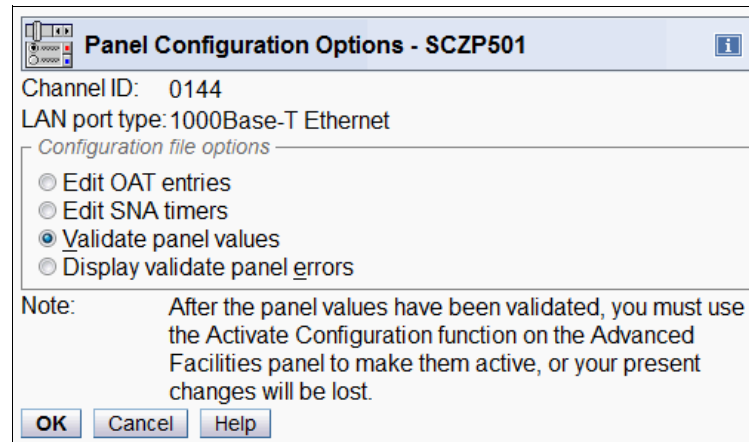 Panel Configuration Options - SCZP501
i
Channel ID: 0144
LAN port type: 1000Base-T Ethernet
Configuration file options
Edit OAT entries
Edit SNA timers
Validate panel values
Display validate panel errors
Note: After the panel values have been validated, you must use
the Activate Configuration function on the Advanced
Facilities panel to make them active, or your present
changes will be lost.
OK Cancel Help